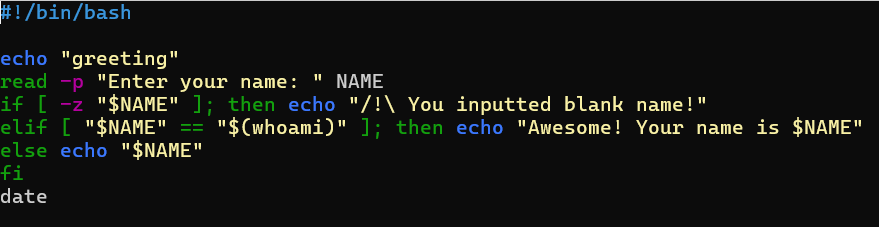 #!/bin/bash
echo "greeting"
read -p "Enter your name: " NAME
if [ -z "$NAME" ]; then echo "/!\ You inputted blank name!"
elif [ "$NAME" == "$(whoami)" ]; then echo "Awesome! Your name is $NAME"
else echo "$NAME"
fi
date